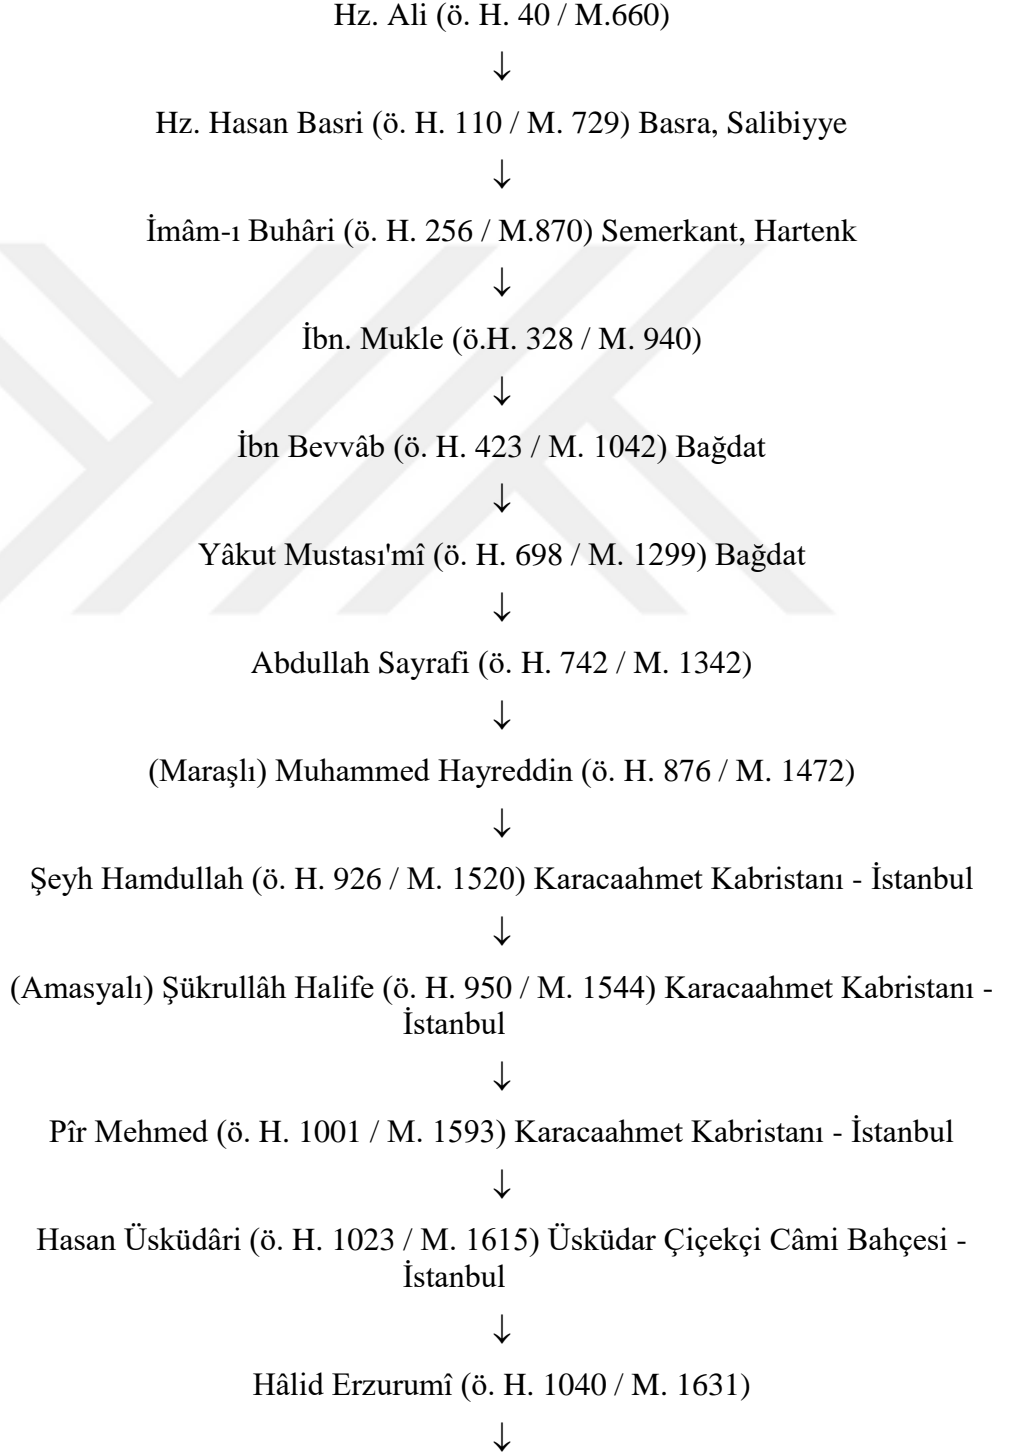 Hz. Ali (ö. H. 40 / M.660)
↓
Hz. Hasan Basri (ö. H. 110 / M. 729) Basra, Salibiyye
↓
İmâm-ı Buhâri (ö. H. 256 / M.870) Semerkant, Hartenk
↓
İbn. Mukle (ö.H. 328 / M. 940)
↓
İbn Bevvâb (ö. H. 423 / M. 1042) Bağdat
↓
Yâkut Mustası'mî (ö. H. 698 / M. 1299) Bağdat
↓
Abdullah Sayrafi (ö. H. 742 / M. 1342)
↓
(Maraşlı) Muhammed Hayreddin (ö. H. 876 / M. 1472)
↓
Şeyh Hamdullah (ö. H. 926 / M. 1520) Karacaahmet Kabristanı - İstanbul
↓
(Amasyalı) Şükrullâh Halife (ö. H. 950 / M. 1544) Karacaahmet Kabristanı -
İstanbul
↓
Pîr Mehmed (ö. H. 1001 / M. 1593) Karacaahmet Kabristanı - İstanbul
↓
Hasan Üsküdâri (ö. H. 1023 / M. 1615) Üsküdar Çiçekçi Câmi Bahçesi -
İstanbul
↓
Hâlid Erzurumî (ö. H. 1040 / M. 1631)
↓